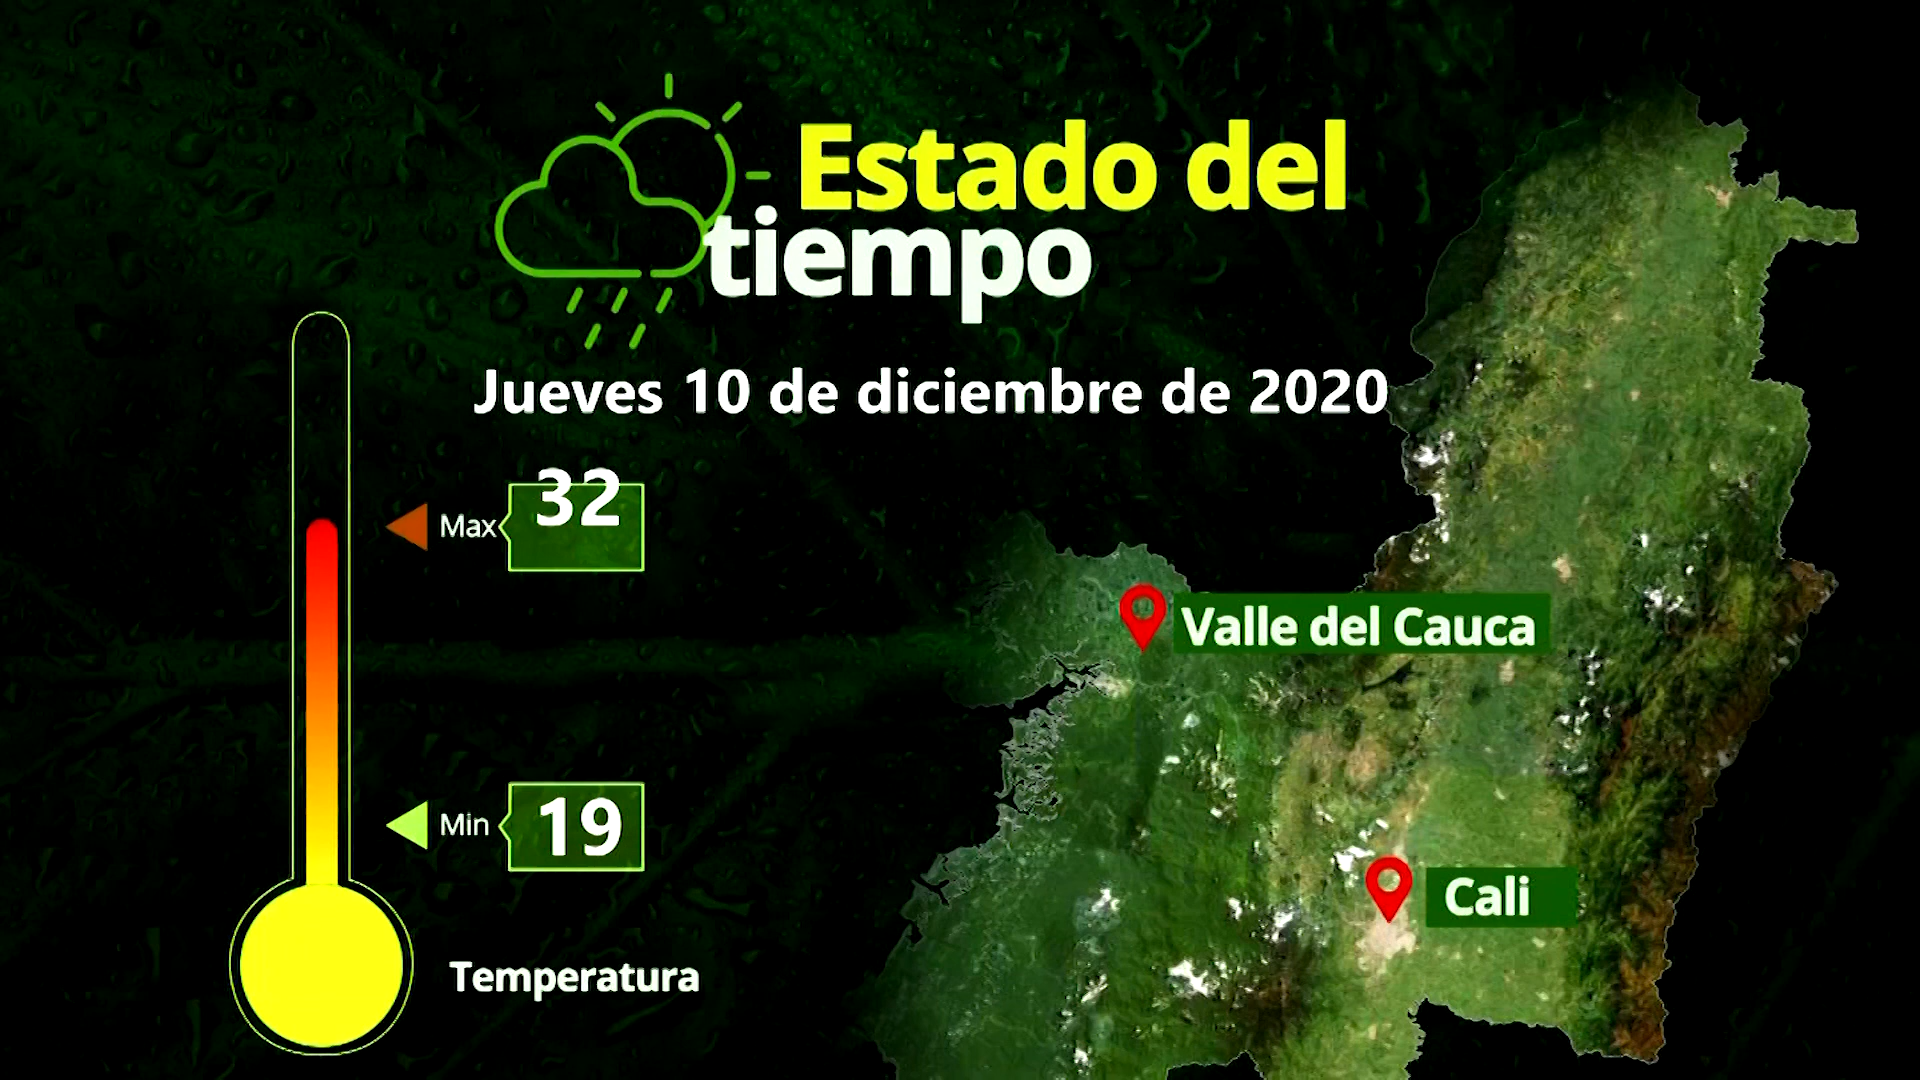 Estado del
tiempo
Jueves 10 de diciembre de 2020
Max 32
Valle del Cauca
Min 19
Cali
Temperatura